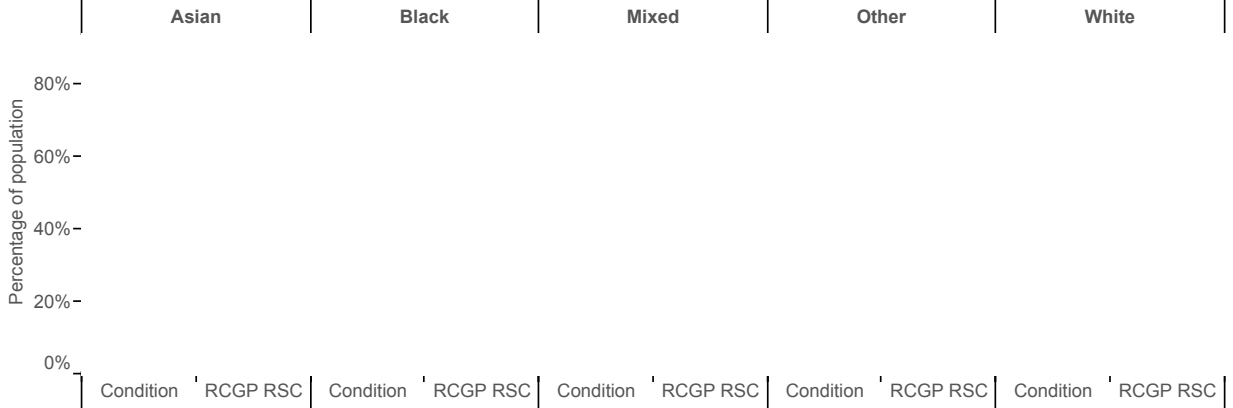 Asian Black Mixed Other White
Percentage of population
80%
60%
40%
20%
0%
Condition RCGP RSC Condition RCGP RSC Condition RCGP RSC Condition RCGP RSC Condition RCGP RSC